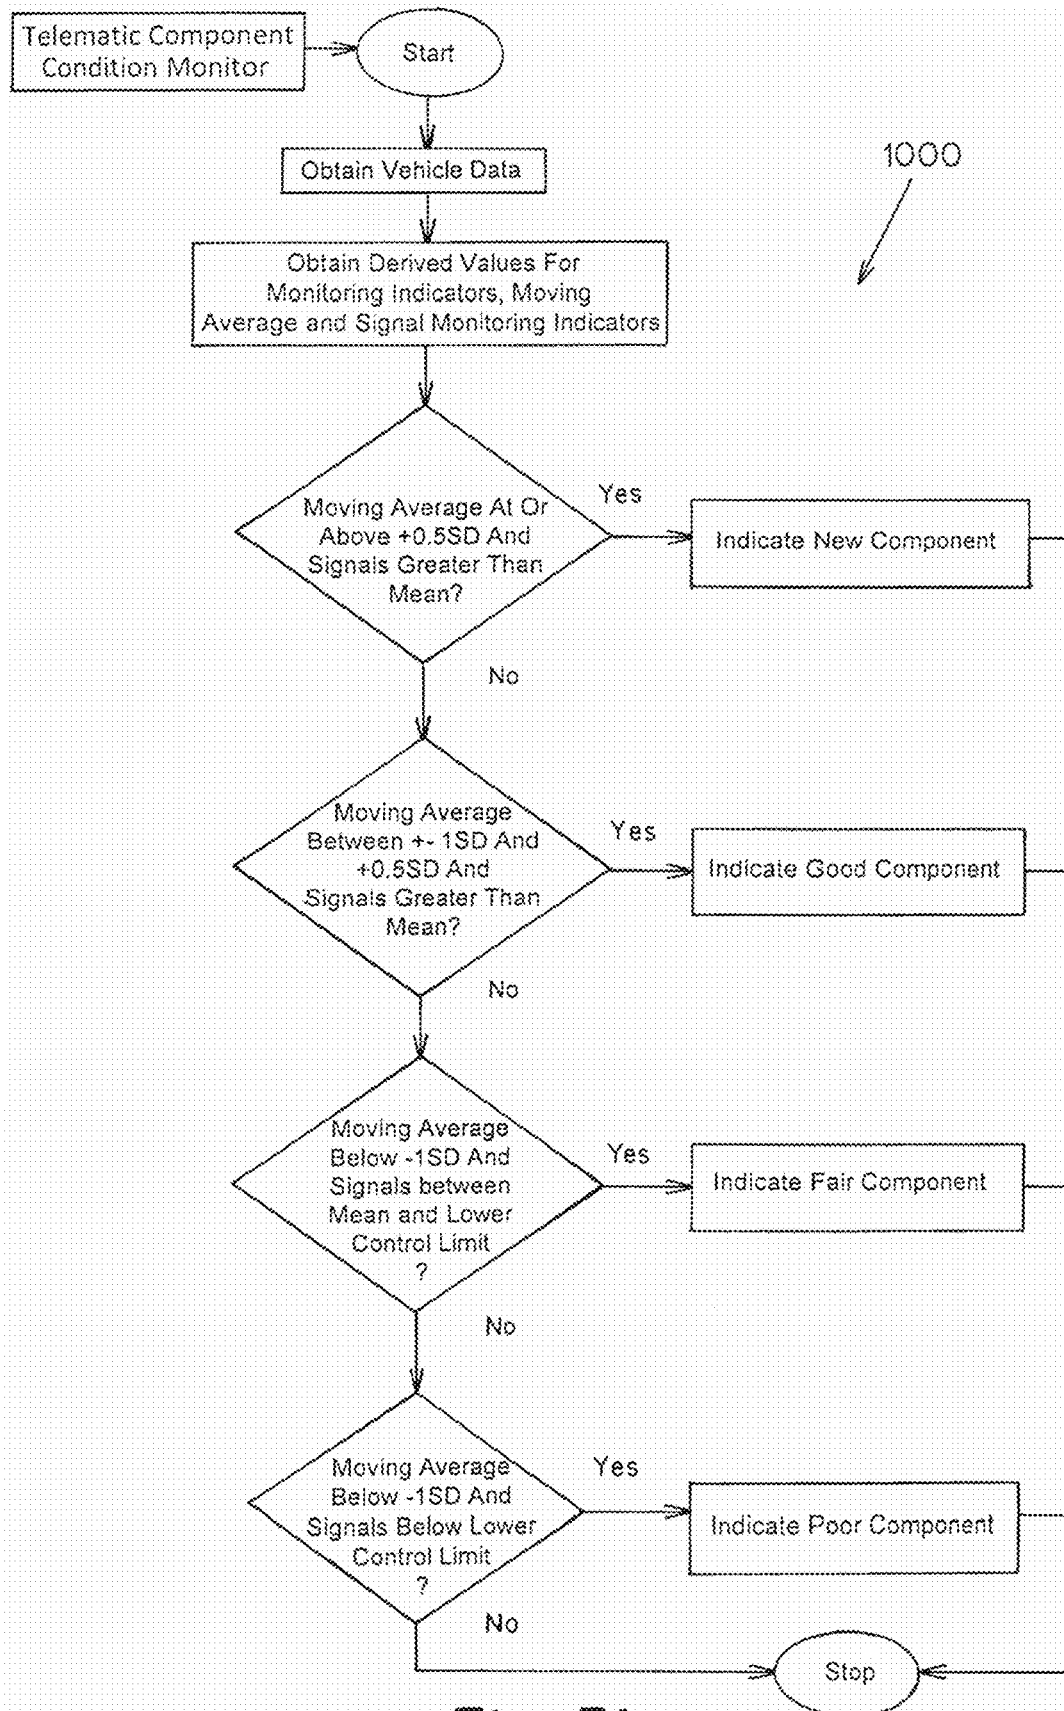 Telematic Component
Condition Monitor
Start
1000
Obtain Vehicle Data
Obtain Derived Values For
Monitoring Indicators, Moving
Average and Signal Monitoring Indicators
Moving Average At Or
Above +0.5SD And
Signals Greater Than
Mean?
Yes
Indicate New Component
No
Moving Average
Between +- 1SD And
+0.5SD And
Signals Greater Than
Mean?
Yes
Indicate Good Component
No
Moving Average
Below -1SD And
Signals between
Mean and Lower
Control Limit
?
Yes
Indicate Fair Component
No
Moving Average
Below -1SD And
Signals Below Lower
Control Limit
?
Yes
Indicate Poor Component
No
Stop